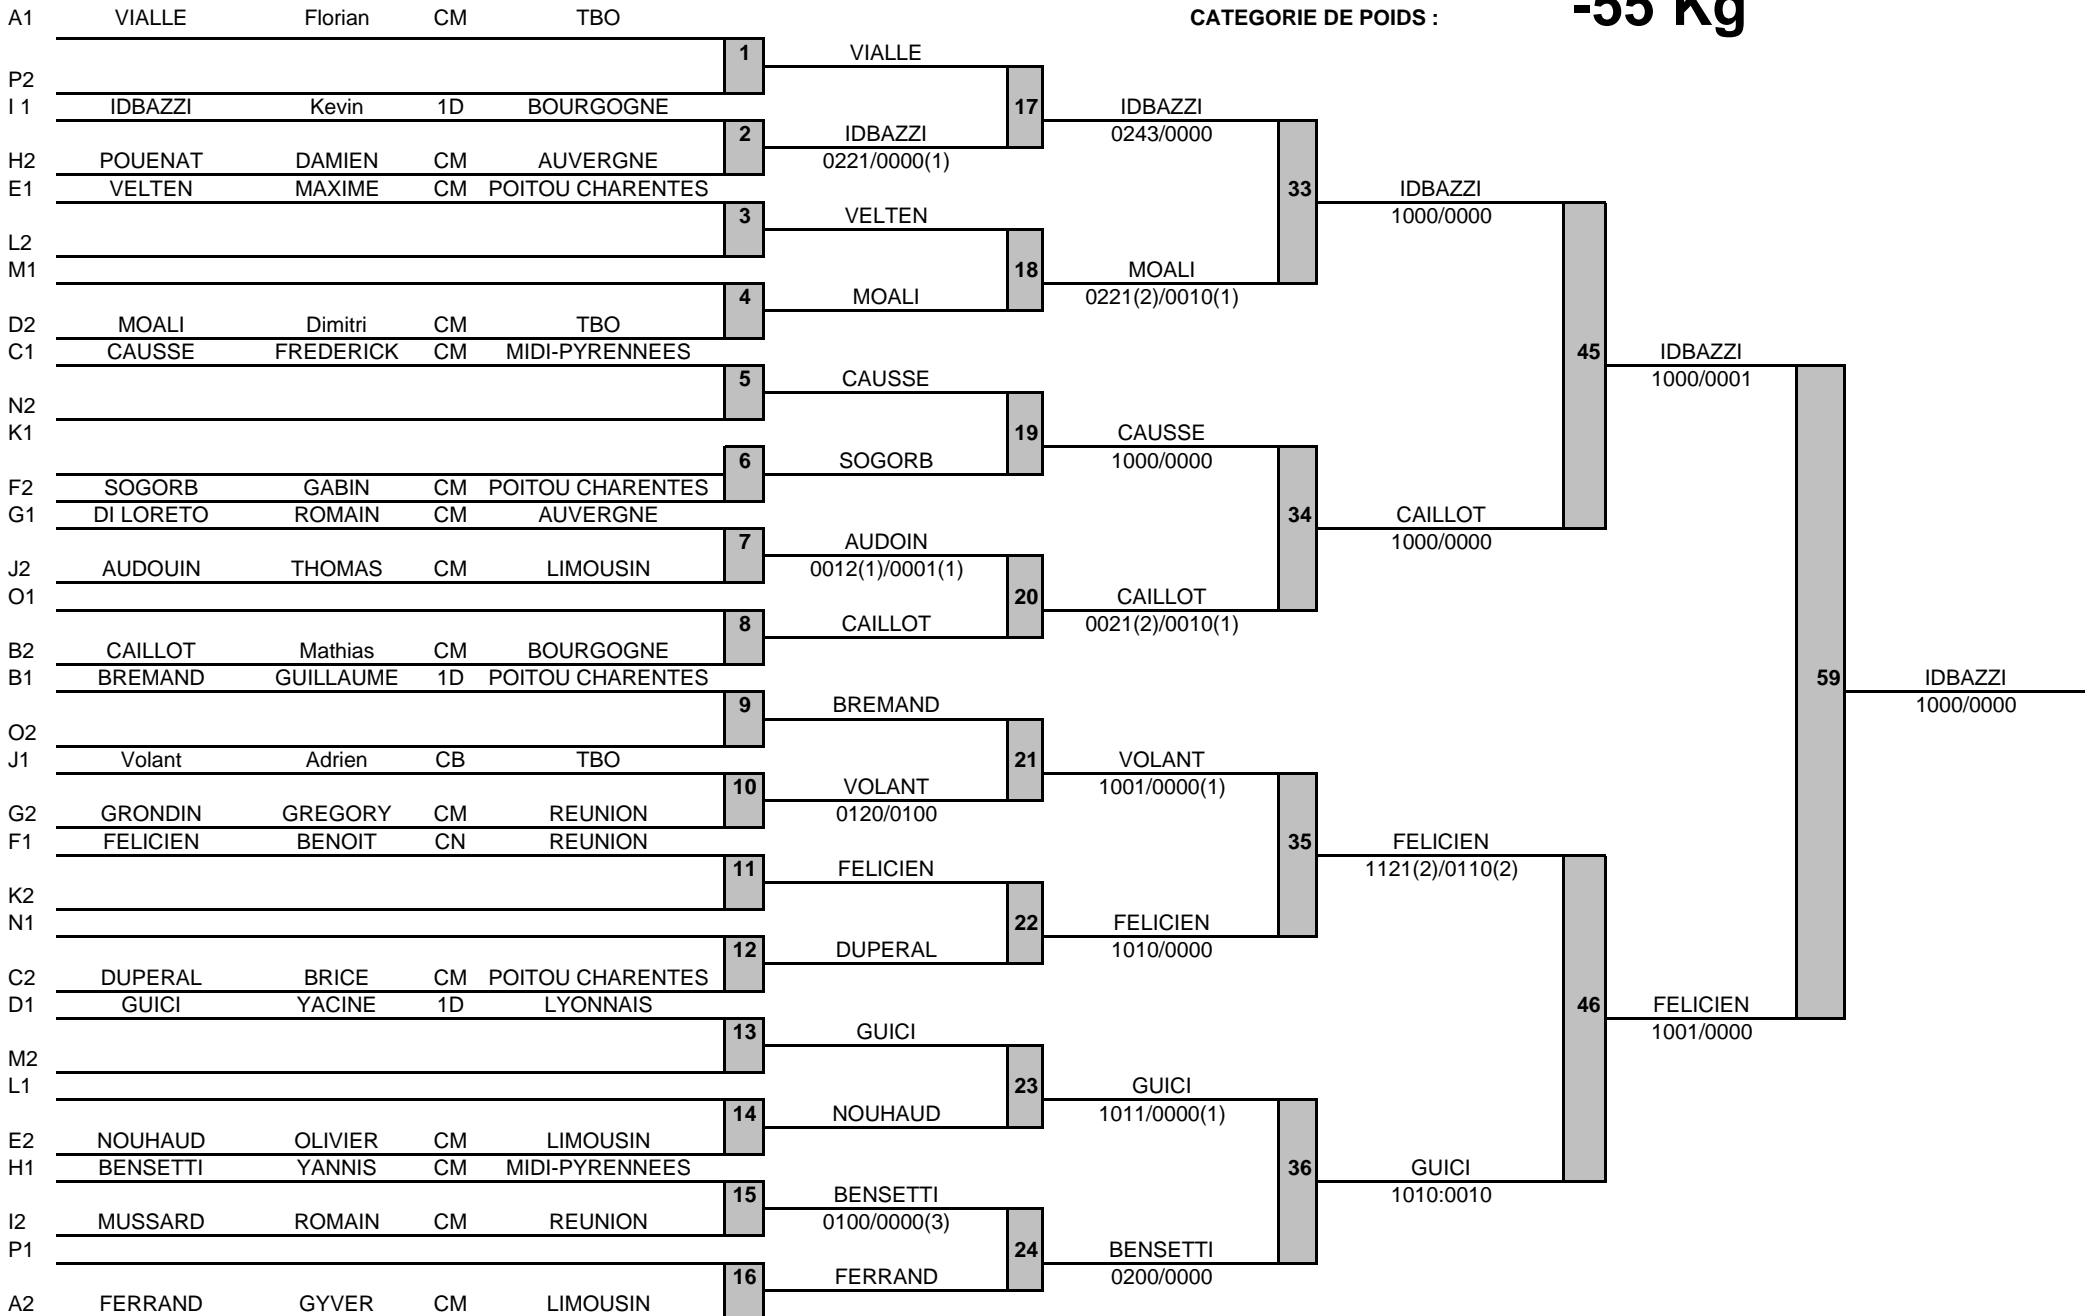 A1 VIALLE Florian CM TBO CATEGORIE DE POIDS : -55 Kg
1 VIALLE
P2
I 1 IDBAZZI Kevin 1D BOURGOGNE 17 IDBAZZI
2 IDBAZZI 0243/0000
H2 POUENAT DAMIEN CM AUVERGNE 0221/0000(1)
E1 VELTEN MAXIME CM POITOU CHARENTES 33 IDBAZZI
3 VELTEN 1000/0000
L2
M1 18 MOALI
4 MOALI 0221(2)/0010(1)
D2 MOALI Dimitri CM TBO
C1 CAUSSE FREDERICK CM MIDI-PYRENNEES 45 IDBAZZI
5 CAUSSE 1000/0001
N2
K1 19 CAUSSE
6 SOGORB 1000/0000
F2 SOGORB GABIN CM POITOU CHARENTES
G1 DI LORETO ROMAIN CM AUVERGNE 34 CAILLOT
7 AUDOIN 1000/0000
J2 AUDOUIN THOMAS CM LIMOUSIN 0012(1)/0001(1)
O1 20 CAILLOT
8 CAILLOT 0021(2)/0010(1)
B2 CAILLOT Mathias CM BOURGOGNE
B1 BREMAND GUILLAUME 1D POITOU CHARENTES 59 IDBAZZI
9 BREMAND 1000/0000
O2
J1 Volant Adrien CB TBO 21 VOLANT
10 VOLANT 1001/0000(1)
G2 GRONDIN GREGORY CM REUNION 0120/0100
F1 FELICIEN BENOIT CN REUNION 35 FELICIEN
11 FELICIEN 1121(2)/0110(2)
K2
N1 22 FELICIEN
12 DUPERAL 1010/0000
C2 DUPERAL BRICE CM POITOU CHARENTES
D1 GUICI YACINE 1D LYONNAIS 46 FELICIEN
13 GUICI 1001/0000
M2
L1 23 GUICI
14 NOUHAUD 1011/0000(1)
E2 NOUHAUD OLIVIER CM LIMOUSIN
H1 BENSETTI YANNIS CM MIDI-PYRENNEES 36 GUICI
15 BENSETTI 1010:0010
I2 MUSSARD ROMAIN CM REUNION 0100/0000(3)
P1 24 BENSETTI
16 FERRAND 0200/0000
A2 FERRAND GYVER CM LIMOUSIN